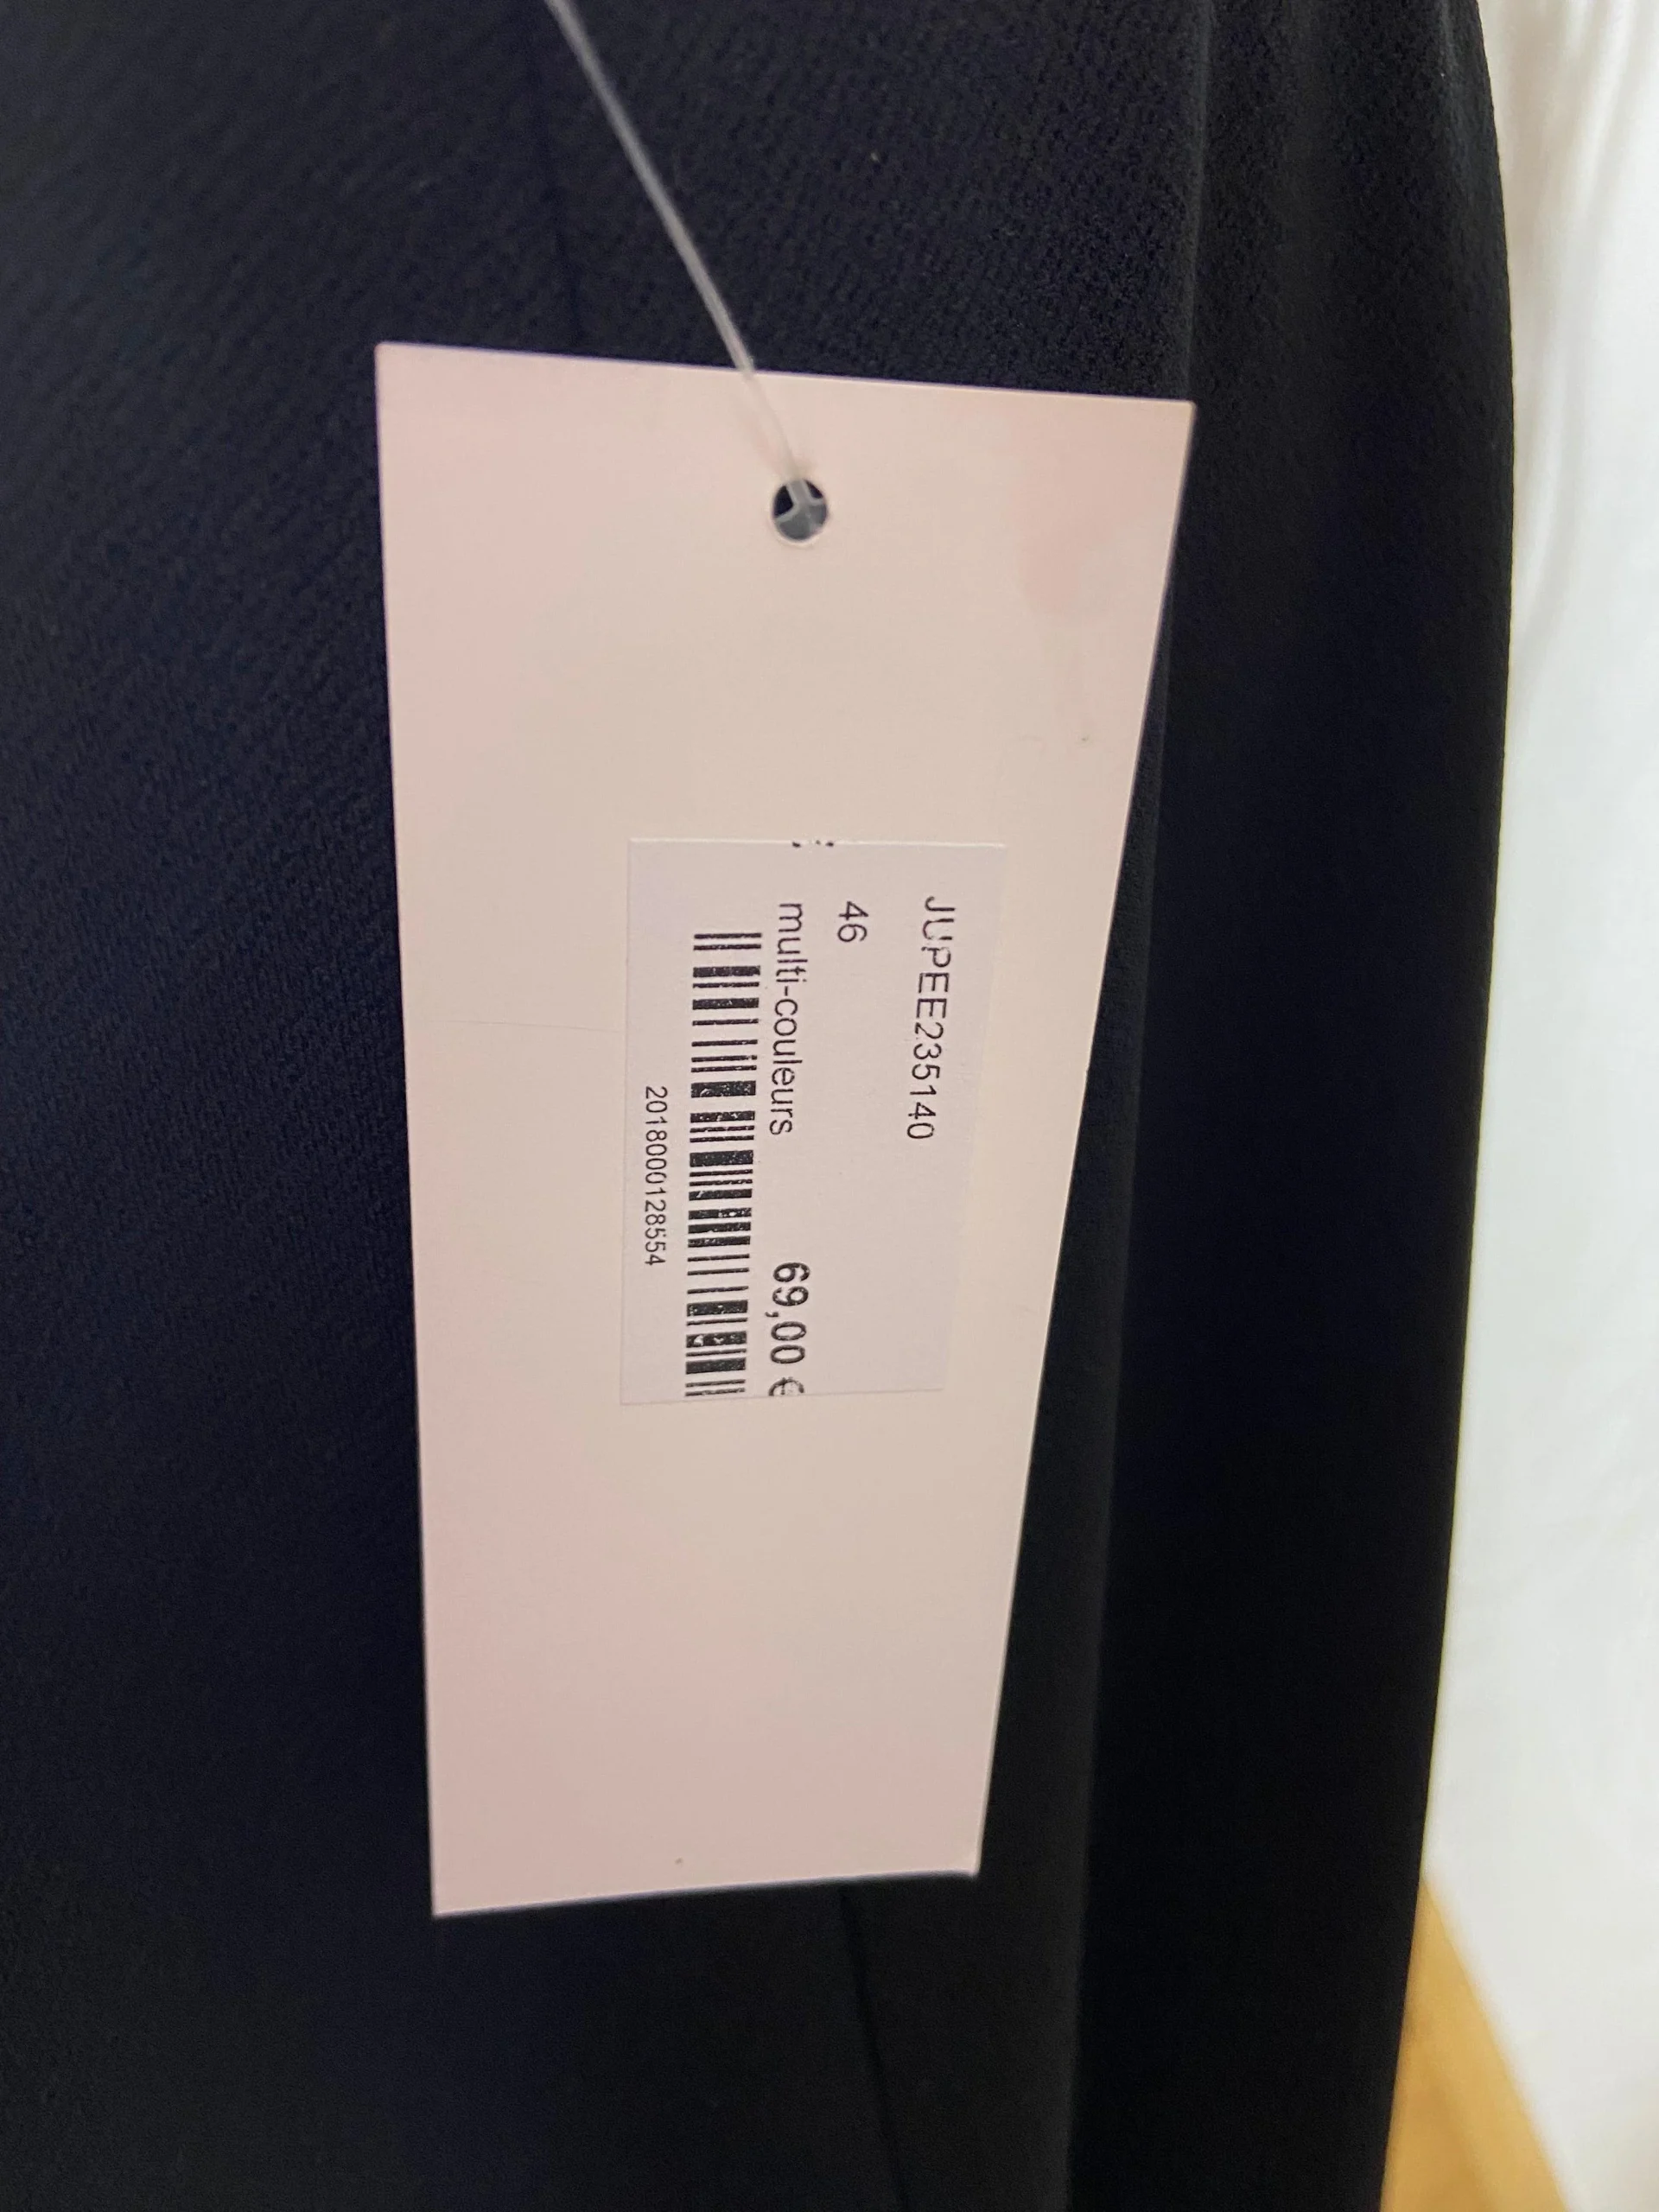 JUPEE235140
46
multi-couleurs 69,00 €
2018000128554